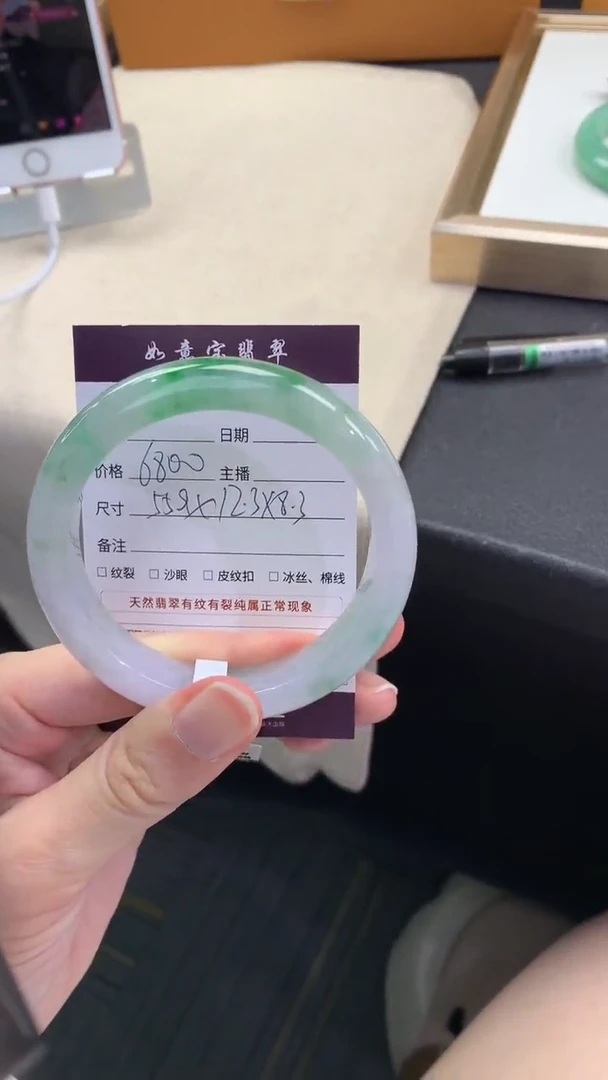 如意宗翡翠
日期
价格 6800 主播
尺寸 55.9X12.3X8.3
备注
□ 纹裂 □ 沙眼 □ 皮纹扣 □ 冰丝、棉线
天然翡翠有纹有裂纯属正常现象